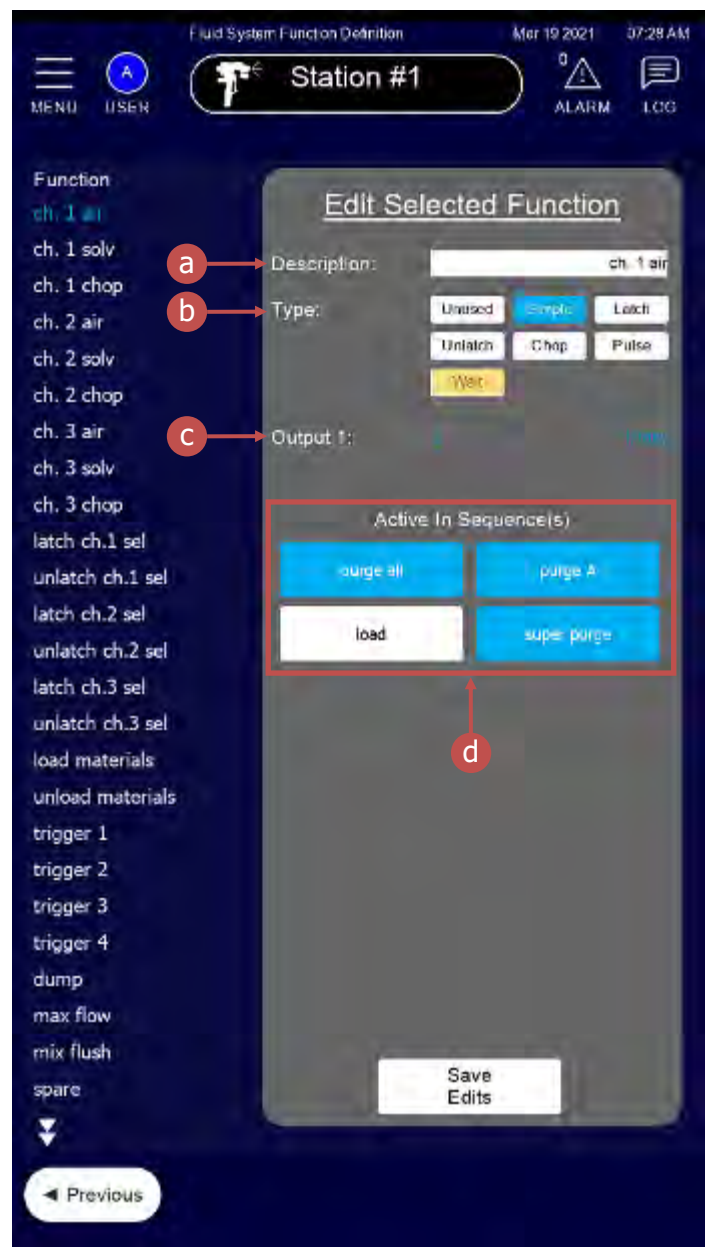 Fluid System Function Definition Mar 19 2021 07:28 AM
MENU
A
USER
Station #1
0
ALARM
LOG
Function
ch. 1 air
ch. 1 solv
ch. 1 chop
ch. 2 air
ch. 2 solv
ch. 2 chop
ch. 3 air
ch. 3 solv
ch. 3 chop
latch ch.1 sel
unlatch ch.1 sel
latch ch.2 sel
unlatch ch.2 sel
latch ch.3 sel
unlatch ch.3 sel
load materials
unload materials
trigger 1
trigger 2
trigger 3
trigger 4
dump
max flow
mix flush
spare
Edit Selected Function
a
Description: ch. 1 air
b
Type: Unused Simple Latch
Unlatch Chop Pulse
Wait
c
Output 1:
Active In Sequence(s)
purge all purge A
load super purge
d
Save
Edits
◄ Previous